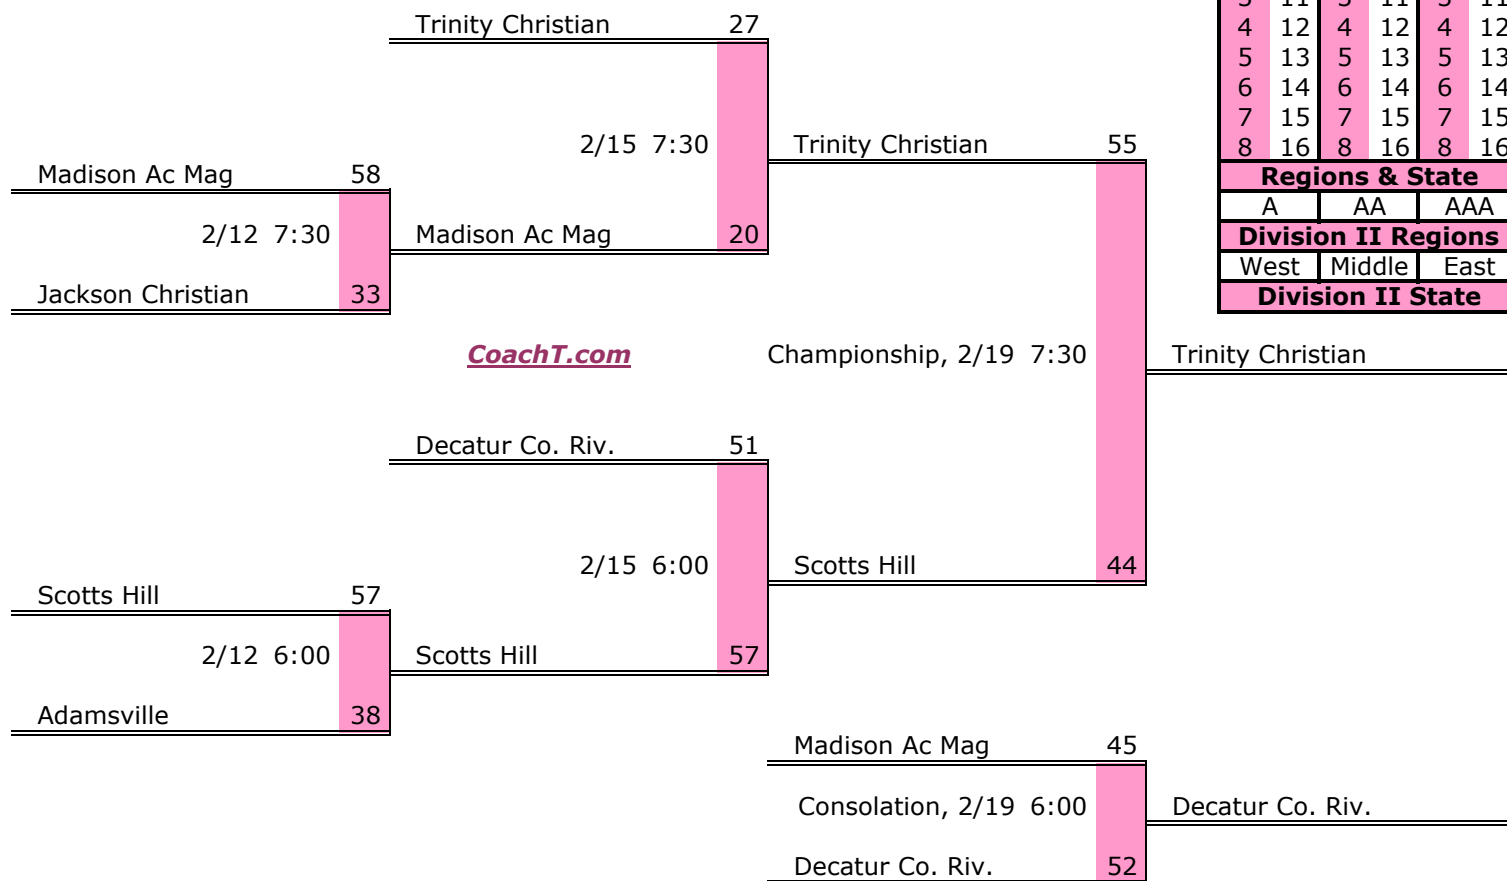 Trinity Christian 27
3 11 3 11 3 11
4 12 4 12 4 12
5 13 5 13 5 13
6 14 6 14 6 14
7 15 7 15 7 15
8 16 8 16 8 16
2/15 7:30 Trinity Christian 55
Madison Ac Mag 58
Regions & State
A AA AAA
2/12 7:30 Madison Ac Mag 20
Division II Regions
West Middle East
Jackson Christian 33
Division II State
CoachT.com Championship, 2/19 7:30 Trinity Christian
Decatur Co. Riv. 51
2/15 6:00 Scotts Hill 44
Scotts Hill 57
2/12 6:00 Scotts Hill 57
Adamsville 38
Madison Ac Mag 45
Consolation, 2/19 6:00 Decatur Co. Riv.
Decatur Co. Riv. 52